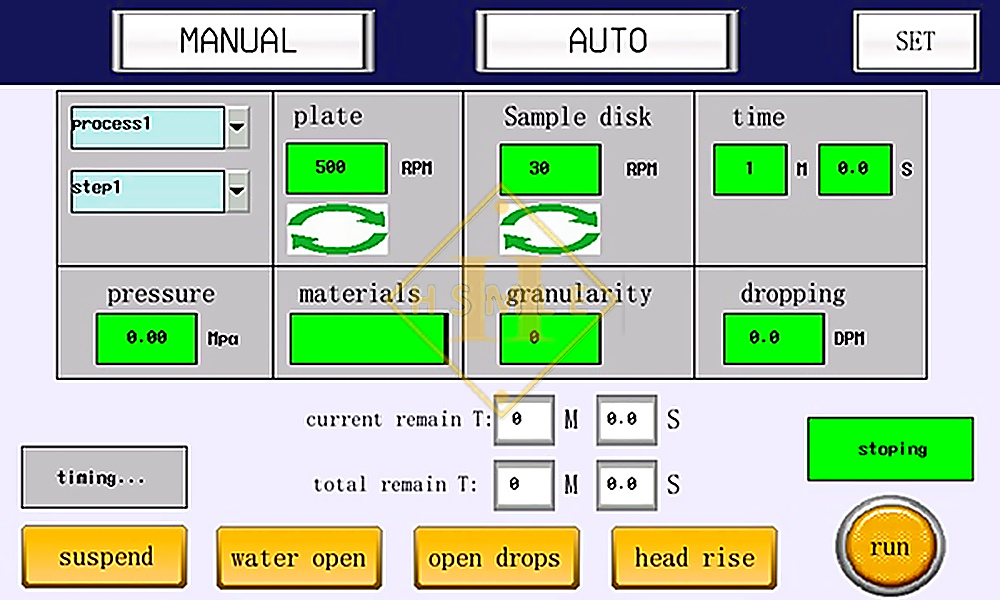 MANUAL AUTO SET
process1
step1
plate
500 RPM
Sample disk
30 RPM
time
1 M 0.0 S
pressure
0.00 Mpa
materials
granularity
0
dropping
0.0 DPM
HSMLE
current remain T: 0 M 0.0 S
total remain T: 0 M 0.0 S
timing...
stoping
suspend water open open drops head rise run